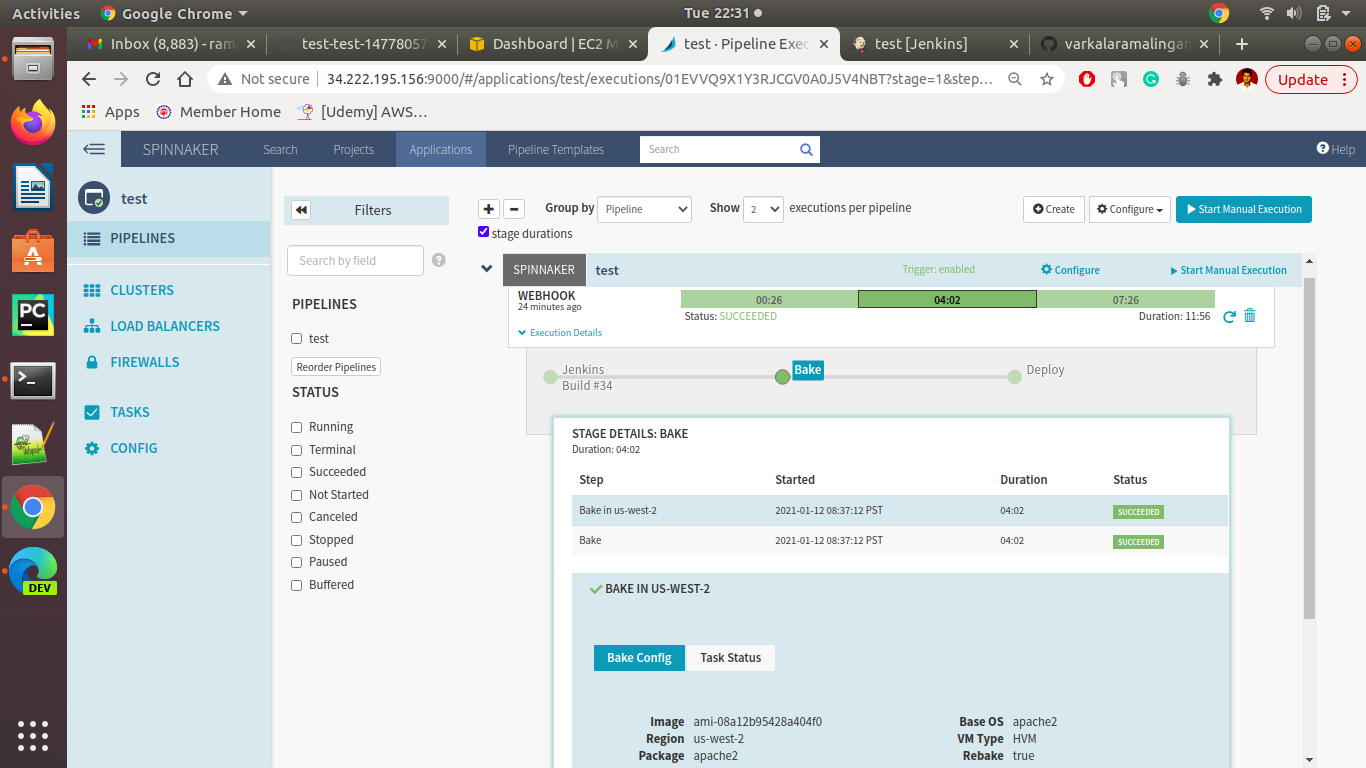 Activities Google Chrome Tue 22:31
Inbox (8,883) - ram test-test-14778057 Dashboard | EC2 M test · Pipeline Exec test [Jenkins] varkalaramalingam
Not secure 34.222.195.156:9000/#/applications/test/executions/01EVVQ9X1Y3RJCGV0A0J5V4NBT?stage=1&step... Update
Apps Member Home [Udemy] AWS...
SPINNAKER Search Projects Applications Pipeline Templates Search Help
test
PIPELINES
CLUSTERS
LOAD BALANCERS
FIREWALLS
TASKS
CONFIG
Filters
Search by field
PIPELINES
test
Reorder Pipelines
STATUS
Running
Terminal
Succeeded
Not Started
Canceled
Stopped
Paused
Buffered
Group by Pipeline Show 2 executions per pipeline Create Configure Start Manual Execution
stage durations
SPINNAKER test Trigger: enabled Configure Start Manual Execution
WEBHOOK 00:26 04:02 07:26
24 minutes ago
Status: SUCCEEDED Duration: 11:56
Execution Details
Jenkins Bake Deploy
Build #34
STAGE DETAILS: BAKE
Duration: 04:02
Step Started Duration Status
Bake in us-west-2 2021-01-12 08:37:12 PST 04:02 SUCCEEDED
Bake 2021-01-12 08:37:12 PST 04:02 SUCCEEDED
BAKE IN US-WEST-2
Bake Config Task Status
Image ami-08a12b95428a404f0 Base OS apache2
Region us-west-2 VM Type HVM
Package apache2 Rebake true
DEV